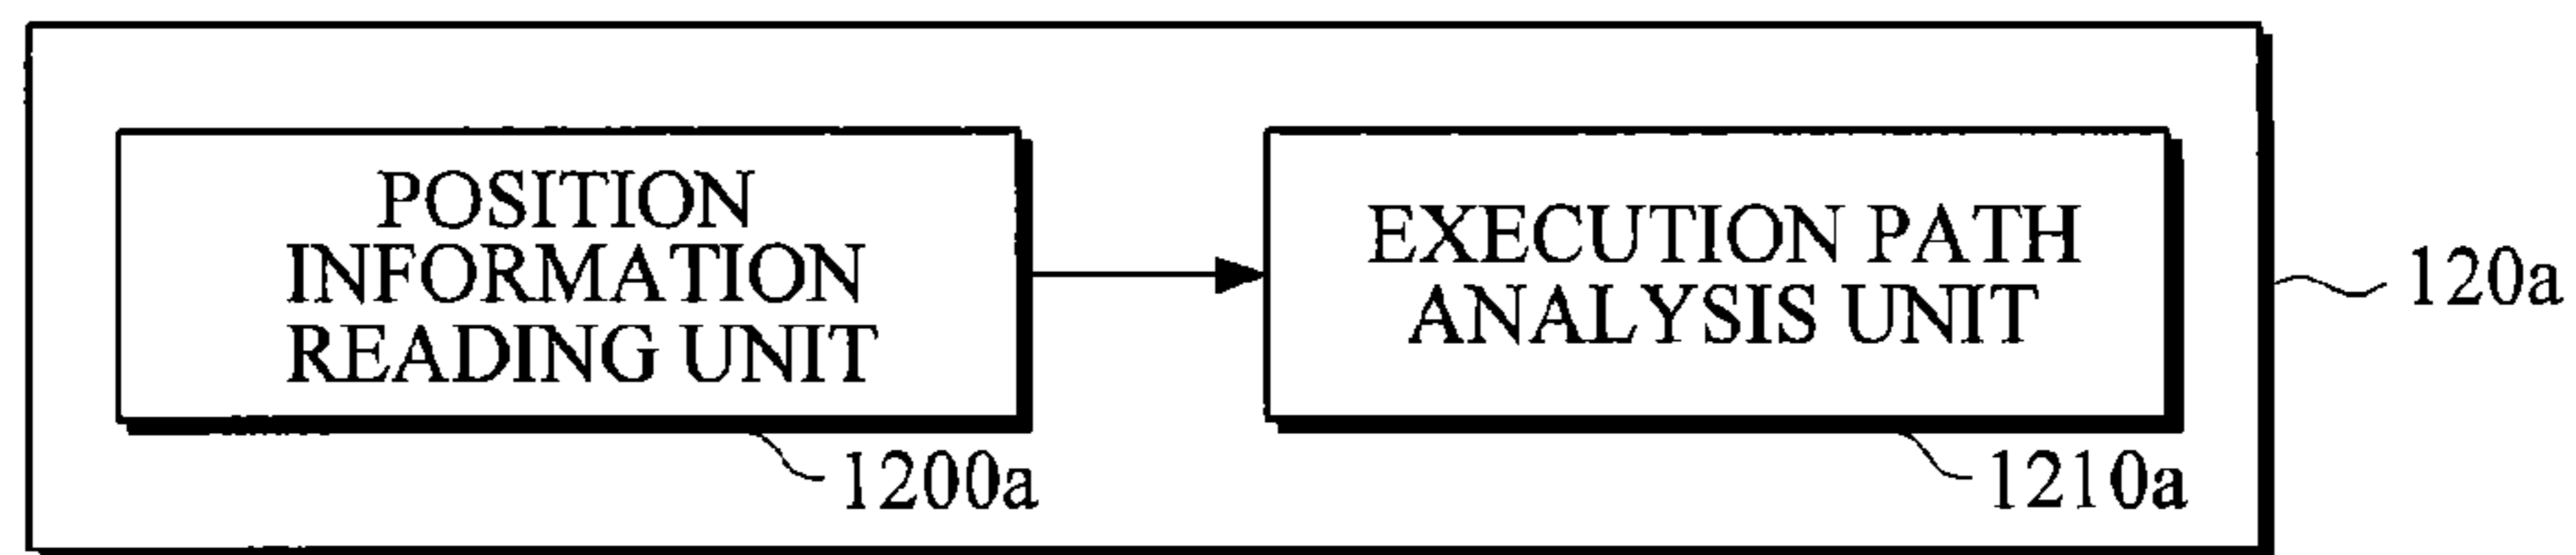 POSITION
INFORMATION
READING UNIT
EXECUTION PATH
ANALYSIS UNIT
120a
1200a
1210a